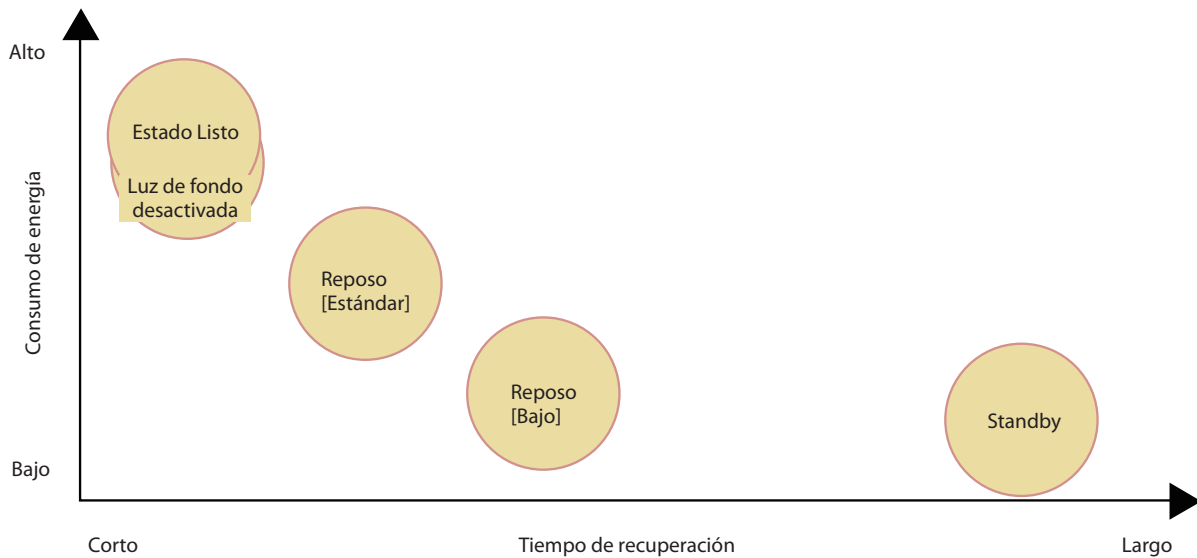 Alto
Estado Listo
Luz de fondo
desactivada
Consumo de energía
Reposo
[Estándar]
Reposo
[Bajo]
Standby
Bajo
Corto
Tiempo de recuperación
Largo